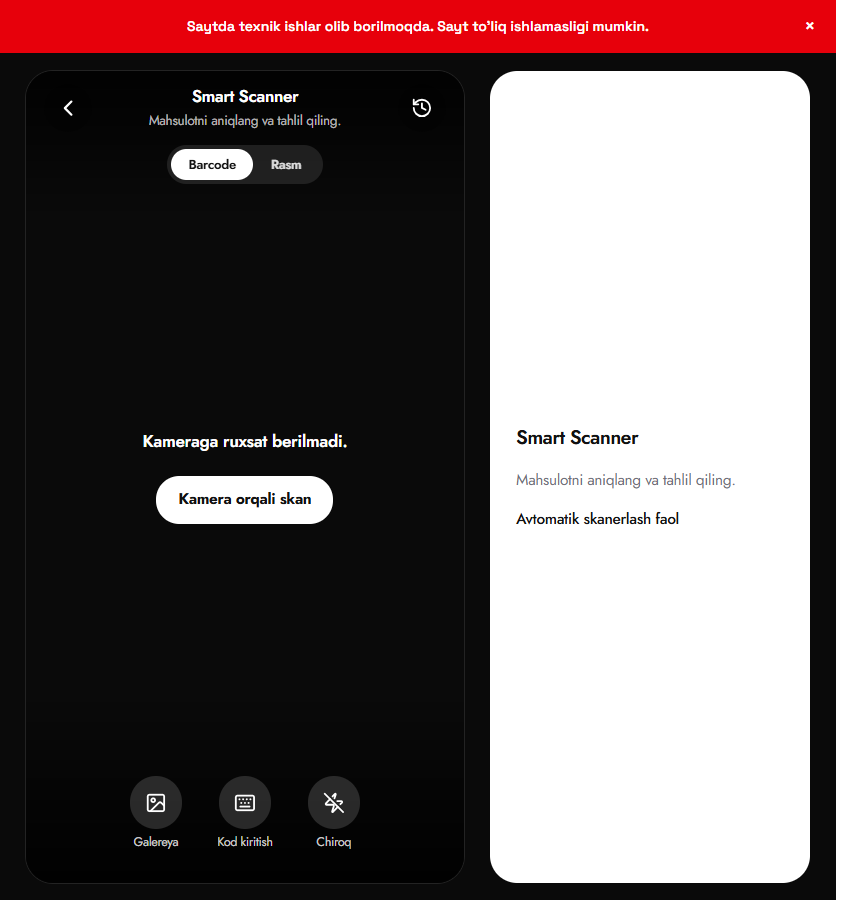 Saytda texnik ishlar olib borilmoqda. Sayt to'liq ishlamasligi mumkin.
×
Smart Scanner
Mahsulotni aniqlang va tahlil qiling.
Barcode
Rasm
Kameraga ruxsat berilmadi.
Kamera orqali skan
Galereya
Kod kiritish
Chiroq
Smart Scanner
Mahsulotni aniqlang va tahlil qiling.
Avtomatik skanerlash faol